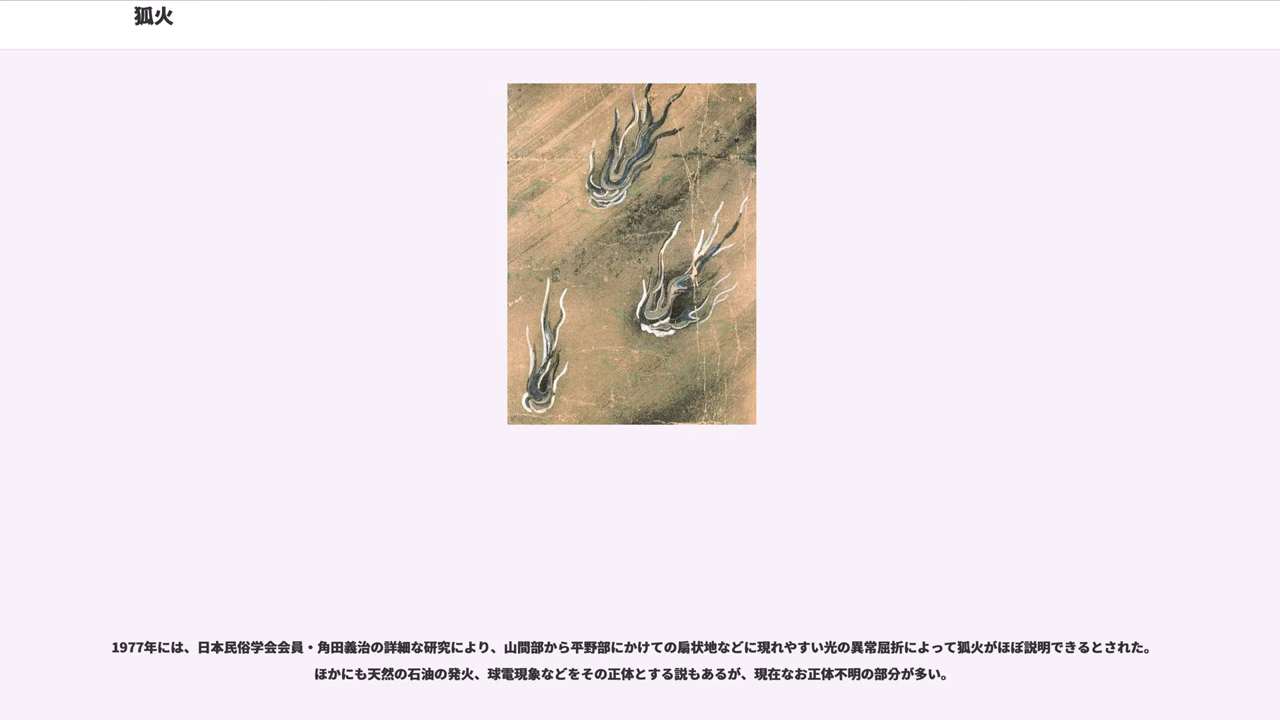 狐火
1977年には、日本民俗学会会員・角田義治の詳細な研究により、山間部から平野部にかけての扇状地などに現れやすい光の異常屈折によって狐火がほぼ説明できるとされた。
ほかにも天然の石油の発火、球電現象などをその正体とする説もあるが、現在なお正体不明の部分が多い。